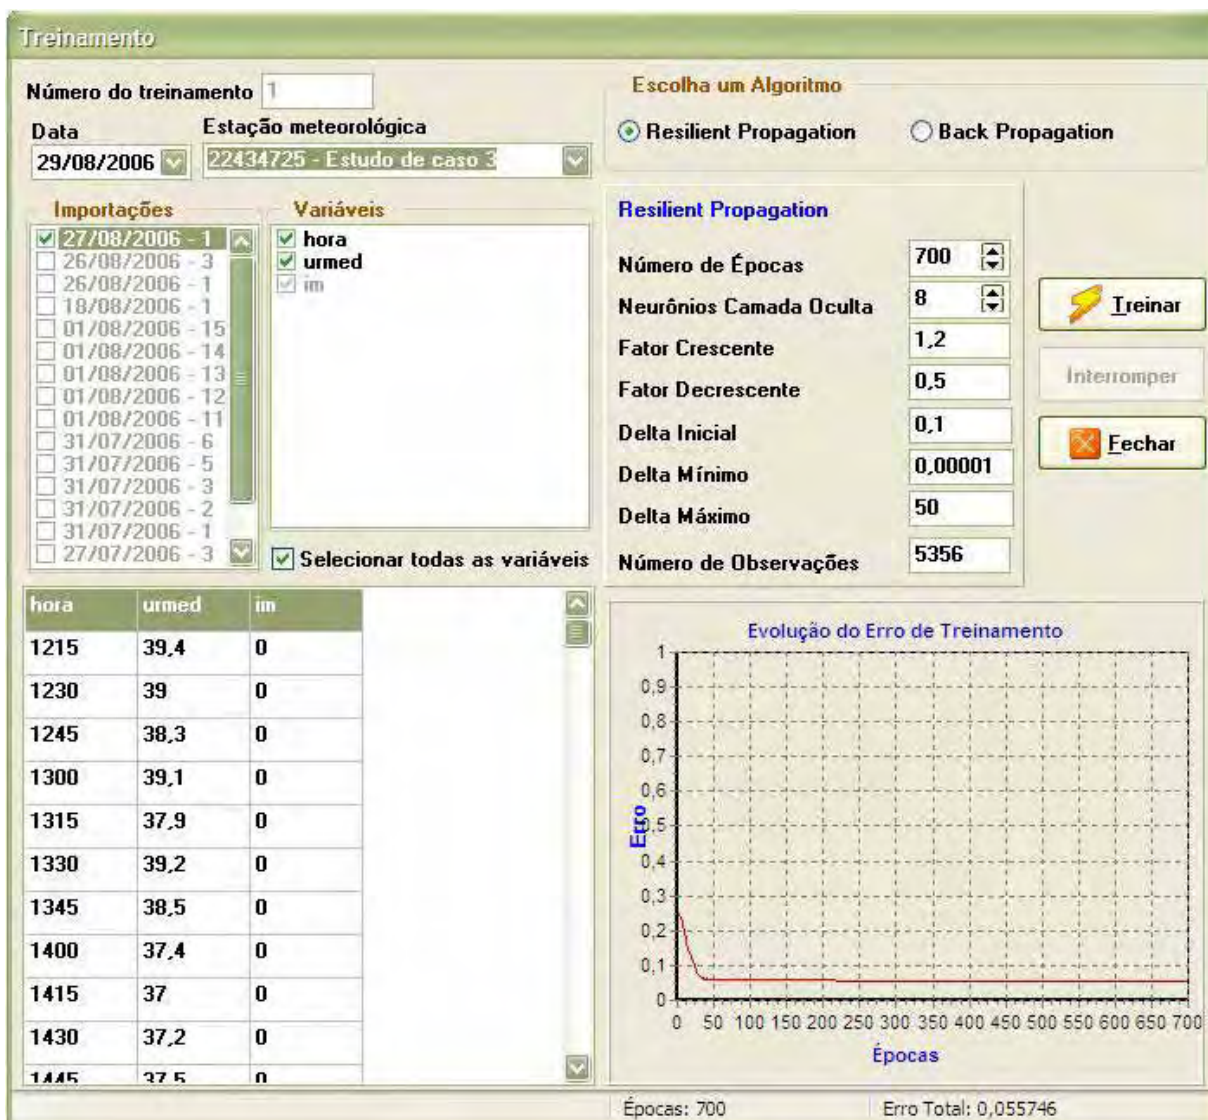 Treinamento
Número do treinamento 1
Data
Estação meteorológica
29/08/2006
22434725 - Estudo de caso 3
Escolha um Algoritmo
Resilient Propagation
Back Propagation
Importações
27/08/2006 - 1
26/08/2006 - 3
26/08/2006 - 1
18/08/2006 - 1
01/08/2006 - 15
01/08/2006 - 14
01/08/2006 - 13
01/08/2006 - 12
01/08/2006 - 11
31/07/2006 - 6
31/07/2006 - 5
31/07/2006 - 3
31/07/2006 - 2
31/07/2006 - 1
27/07/2006 - 3
Variáveis
hora
urmed
im
Selecionar todas as variáveis
Resilient Propagation
Número de Épocas 700
Neurônios Camada Oculta 8
Fator Crescente 1,2
Fator Decrescente 0,5
Delta Inicial 0,1
Delta Mínimo 0,00001
Delta Máximo 50
Número de Observações 5356
Treinar
Interromper
Fechar
hora urmed im
1215 39,4 0
1230 39 0
1245 38,3 0
1300 39,1 0
1315 37,9 0
1330 39,2 0
1345 38,5 0
1400 37,4 0
1415 37 0
1430 37,2 0
1445 37,5 0
Evolução do Erro de Treinamento
1
0,9
0,8
0,7
0,6
0,5
0,4
0,3
0,2
0,1
0
Erro
0 50 100 150 200 250 300 350 400 450 500 550 600 650 700
Épocas
Épocas: 700
Erro Total: 0,055746